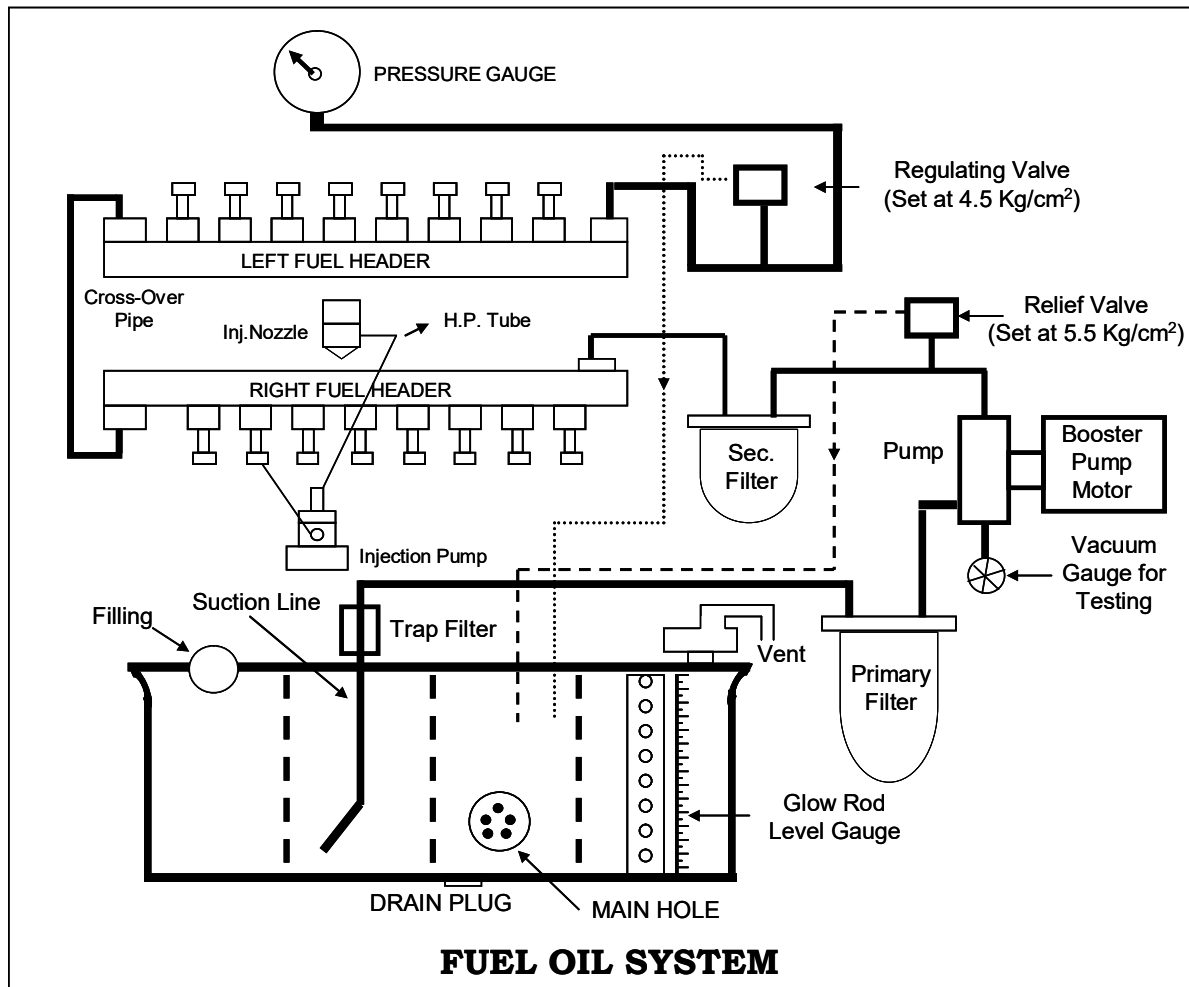 PRESSURE GAUGE
Regulating Valve
(Set at 4.5 Kg/cm²)
LEFT FUEL HEADER
Cross-Over
Pipe
Inj.Nozzle
H.P. Tube
Relief Valve
(Set at 5.5 Kg/cm²)
RIGHT FUEL HEADER
Sec.
Filter
Pump
Booster
Pump
Motor
Injection Pump
Vacuum
Gauge for
Testing
Suction Line
Filling
Trap Filter
Vent
Primary
Filter
Glow Rod
Level Gauge
DRAIN PLUG
MAIN HOLE
FUEL OIL SYSTEM